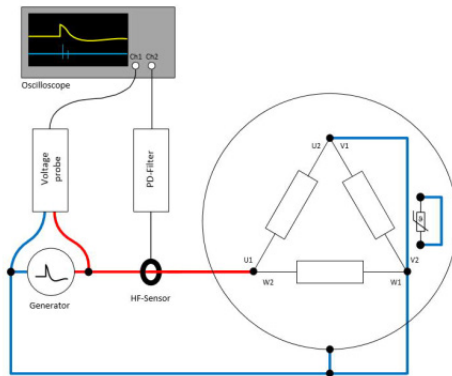 Ch1 Ch2
Oscilloscope
Voltage
probe
PD-Filter
U2 V1
U1
W2
V2
W1
Generator
HF-Sensor